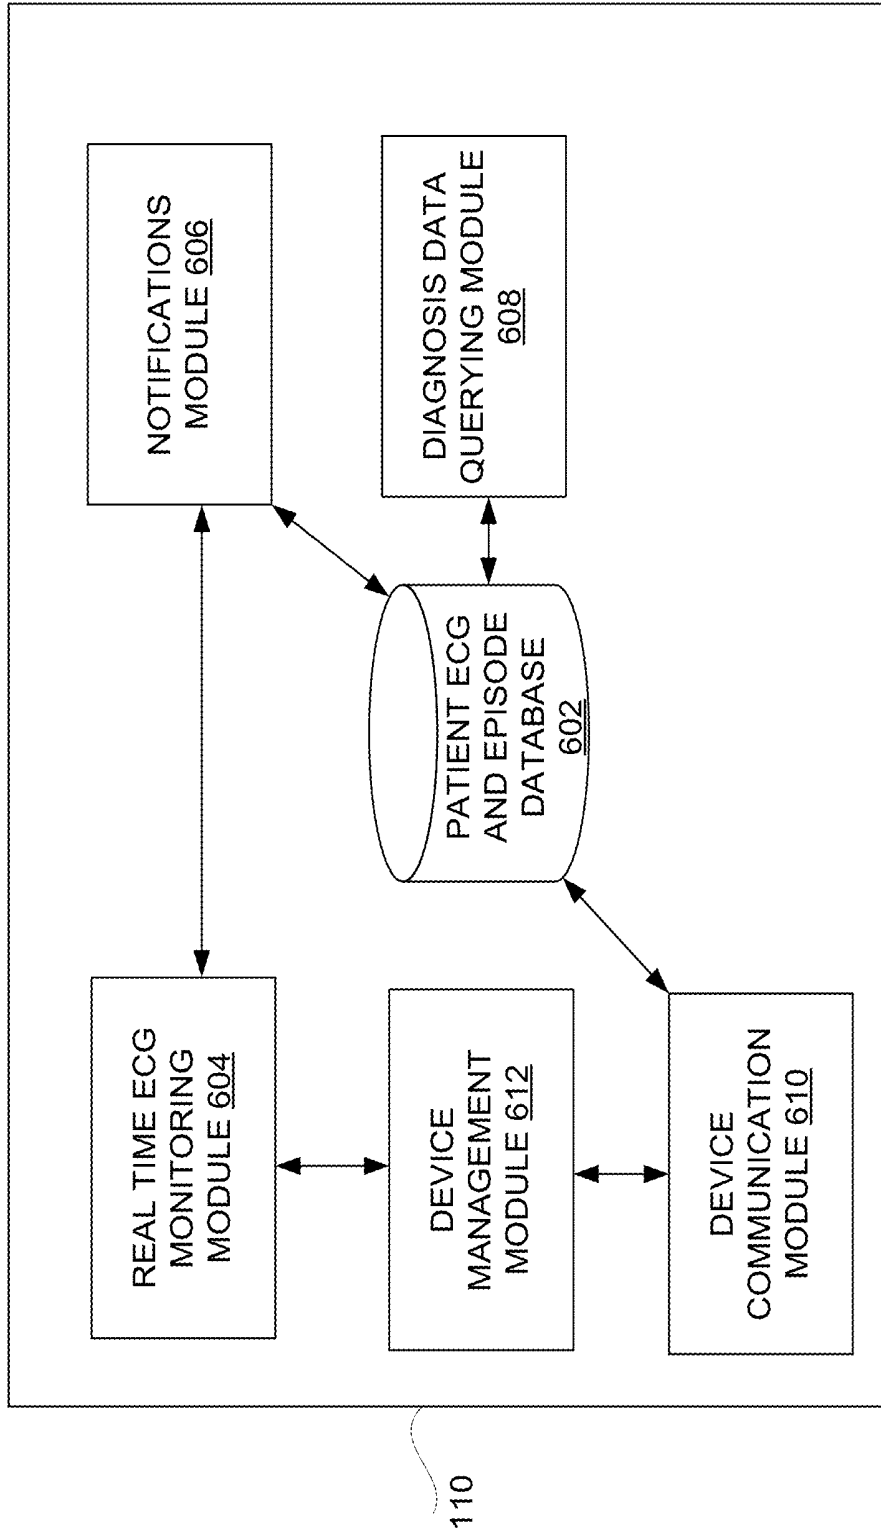 REAL TIME ECG
MONITORING
MODULE 604
NOTIFICATIONS
MODULE 606
DEVICE
MANAGEMENT
MODULE 612
PATIENT ECG
AND EPISODE
DATABASE
602
DIAGNOSIS DATA
QUERYING MODULE
608
DEVICE
COMMUNICATION
MODULE 610
110